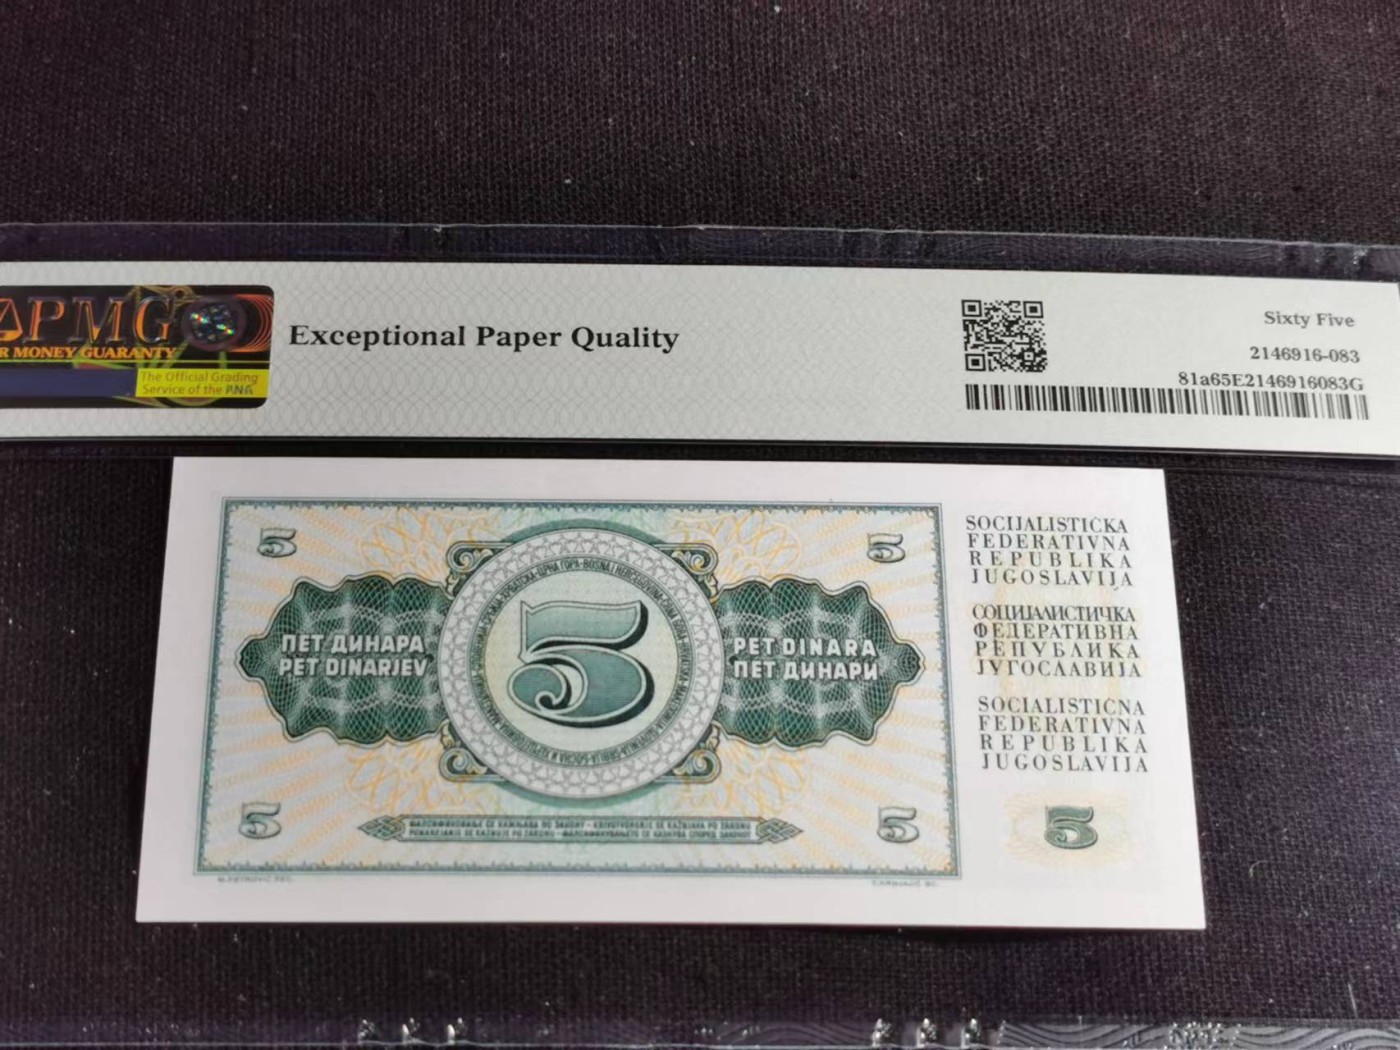 PMG
R MONEY GUARANTY
The Official Grading
Service of the PNG
Exceptional Paper Quality
Sixty Five
2146916-083
81a65E2146916083G
5
5
SOCIJALISTIČKA
FEDERATIVNA
REPUBLIKA
JUGOSLAVIJA
СОЦИЈАЛИСТИЧКА
ФЕДЕРАТИВНА
РЕПУБЛИКА
ЈУГОСЛАВИЈА
SOCIALISTIČNA
FEDERATIVNA
REPUBLIKA
JUGOSLAVIJA
ПЕТ ДИНАРА
PET DINARJEV
5
PET DINARA
ПЕТ ДИНАРИ
5
5
5